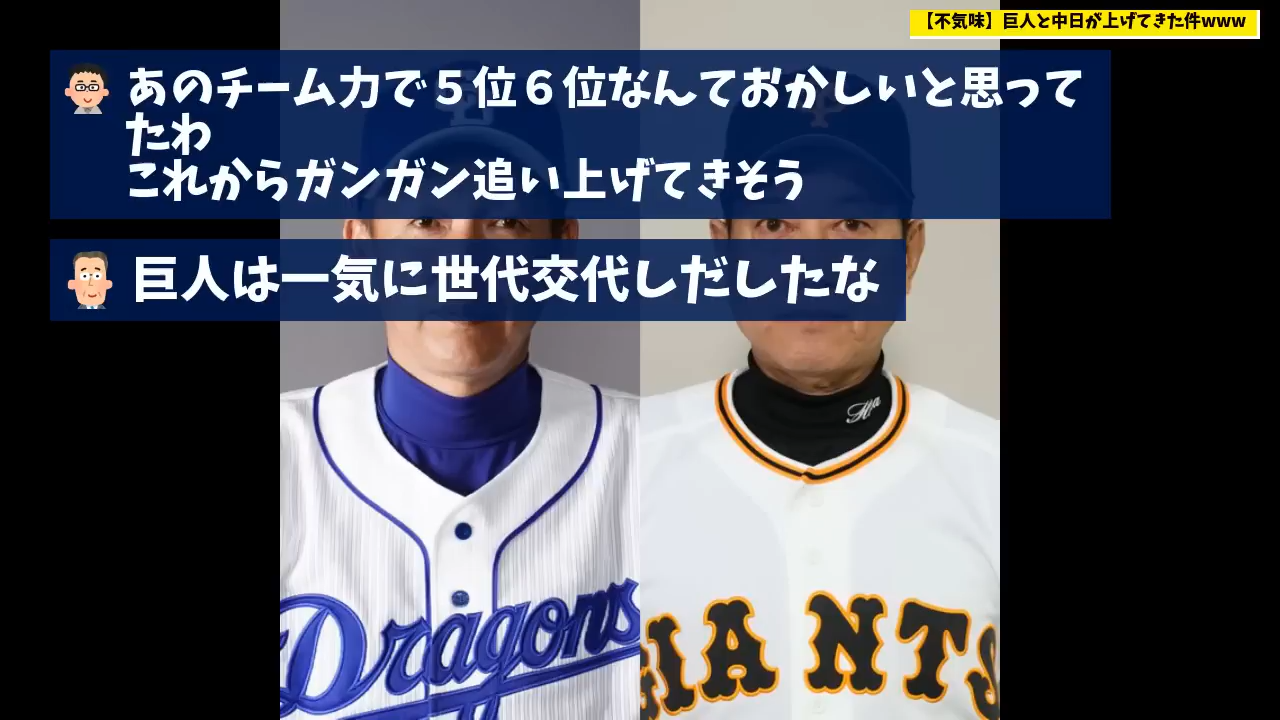 【不気味】巨人と中日が上げてきた件www
あのチーム力で５位６位なんておかしいと思って
たわ
これからガンガン追い上げてきそう
巨人は一気に世代交代しだしたな
Dragons
GIANTS